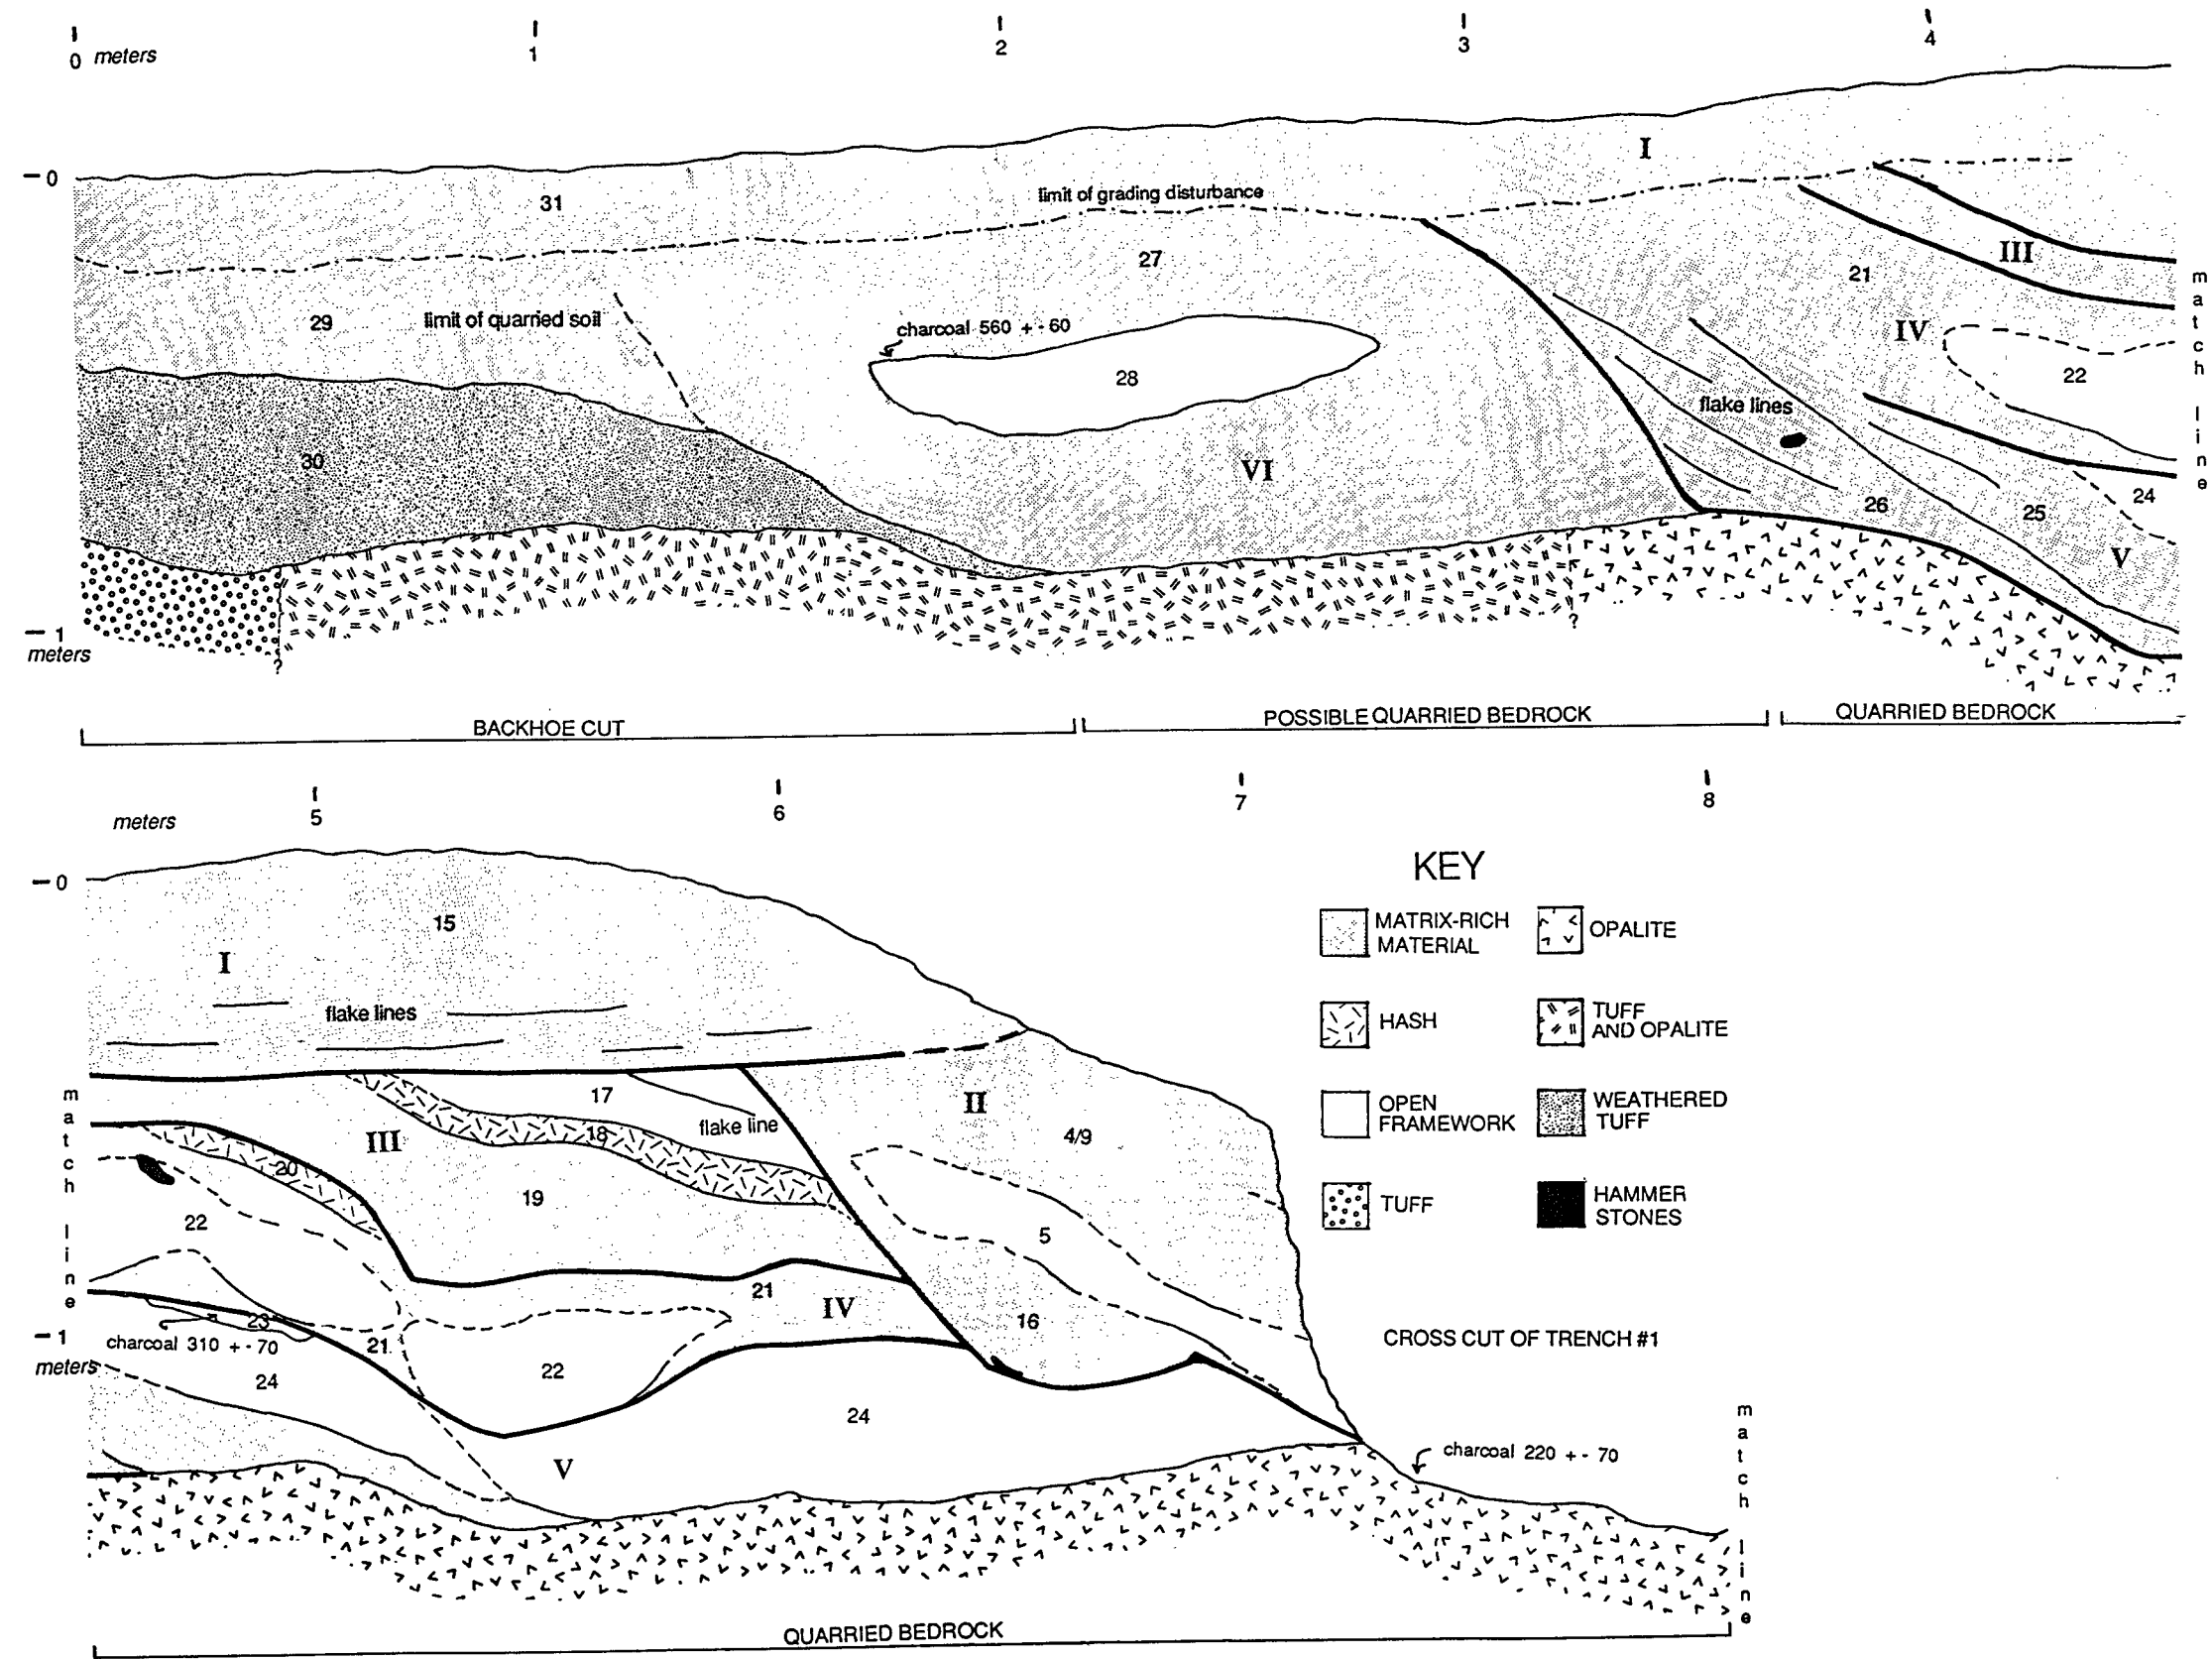 0 meters
1
2
3
4
I
– 0
31
limit of grading disturbance
27
III
21
29
limit of quarried soil
charcoal 560 + - 60
IV
28
22
flake lines
30
VI
24
26
25
V
– 1
meters
?
?
match line
BACKHOE CUT
POSSIBLE QUARRIED BEDROCK
QUARRIED BEDROCK
meters
5
6
7
8
– 0
15
I
flake lines
17
II
flake line
4/9
18
III
20
19
22
5
21
IV
23
16
– 1
meters
charcoal 310 + - 70
21
22
24
24
V
charcoal 220 + - 70
match line
match line
QUARRIED BEDROCK
KEY
MATRIX-RICH
MATERIAL
OPALITE
HASH
TUFF
AND OPALITE
OPEN
FRAMEWORK
WEATHERED
TUFF
TUFF
HAMMER
STONES
CROSS CUT OF TRENCH #1